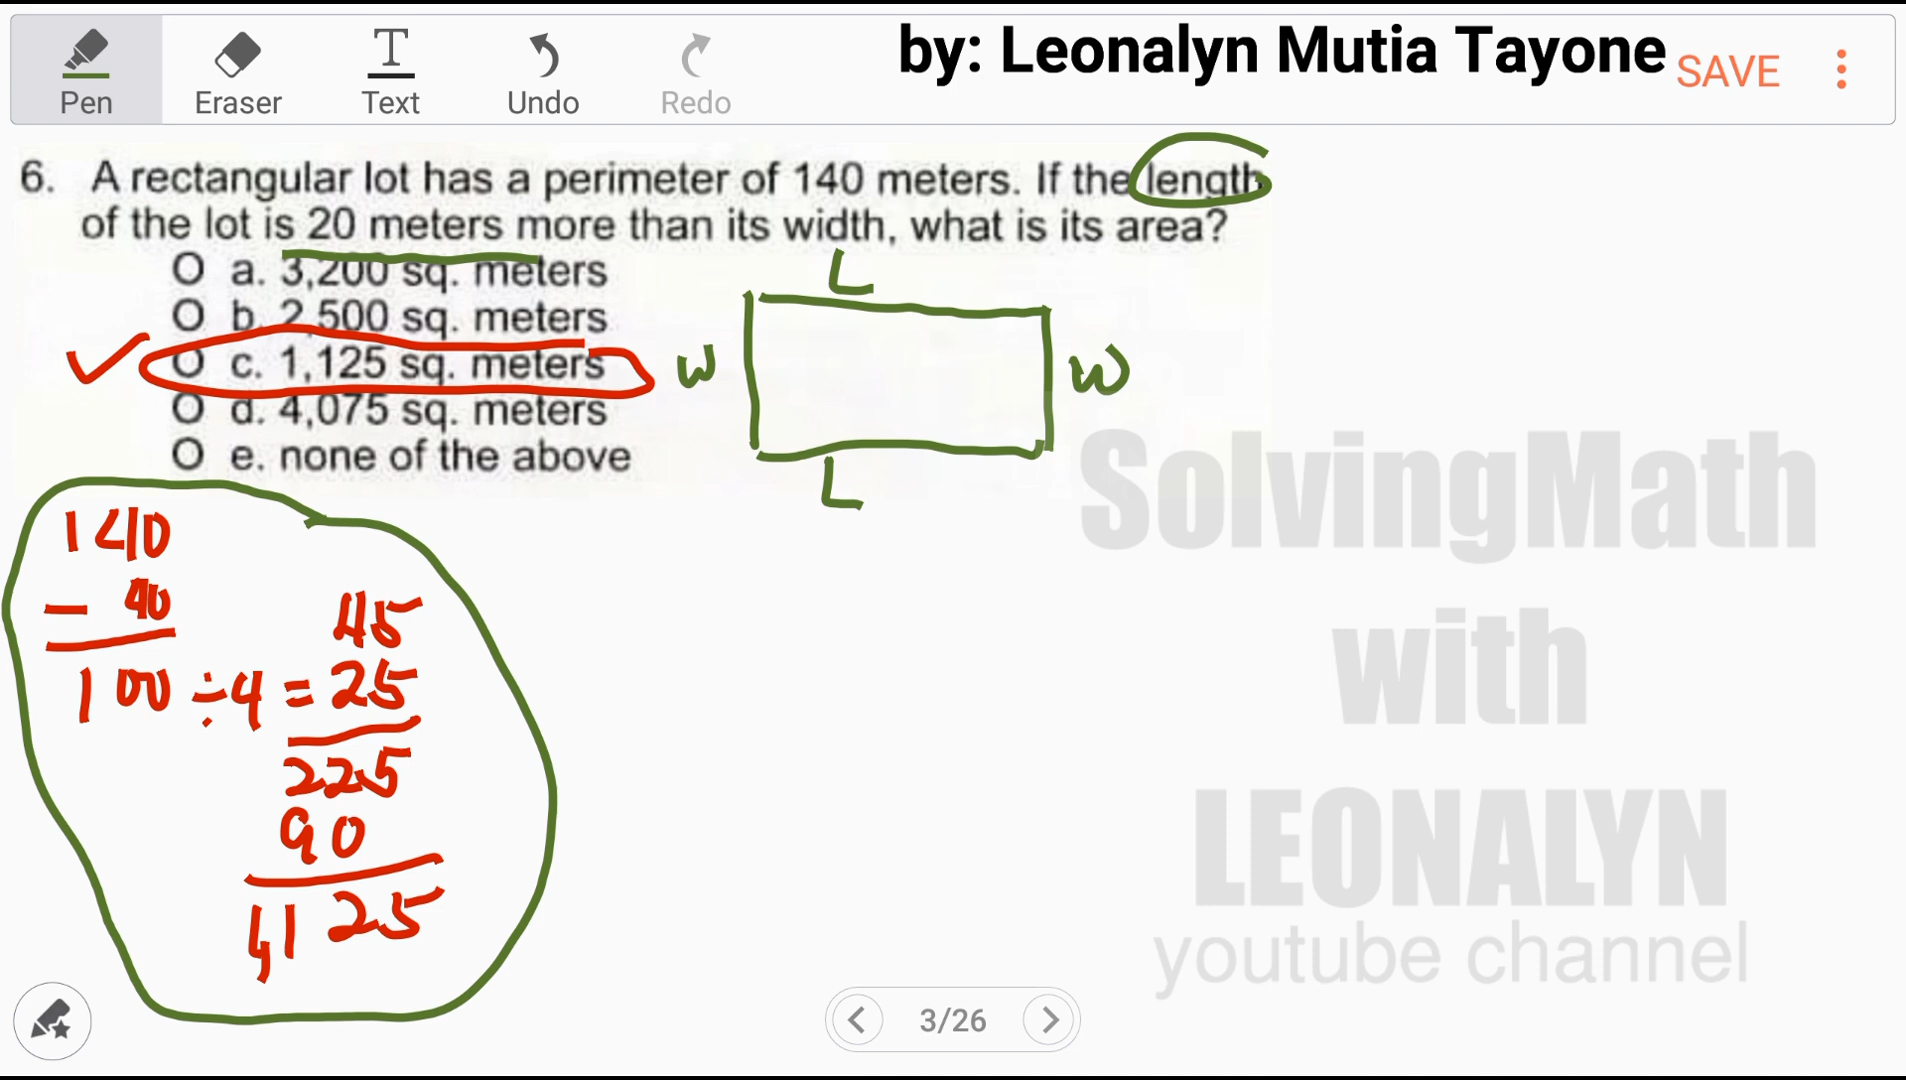 by: Leonalyn Mutia Tayone
Pen Eraser Text Undo Redo SAVE
6. A rectangular lot has a perimeter of 140 meters. If the length
of the lot is 20 meters more than its width, what is its area?
O a. 3,200 sq. meters
O b. 2,500 sq. meters
O c. 1,125 sq. meters
O d. 4,075 sq. meters
O e. none of the above
L
W W
L
140
- 40
100 ÷ 4 = 25
45
225
90
1,125
SolvingMath
with
LEONALYN
youtube channel
3/26